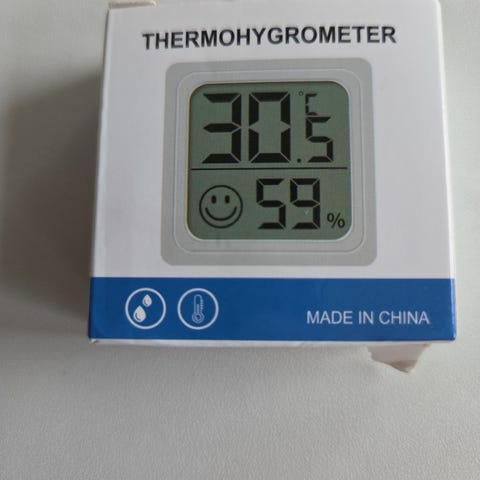 THERMOHYGROMETER
30.5 °C
59 %
MADE IN CHINA